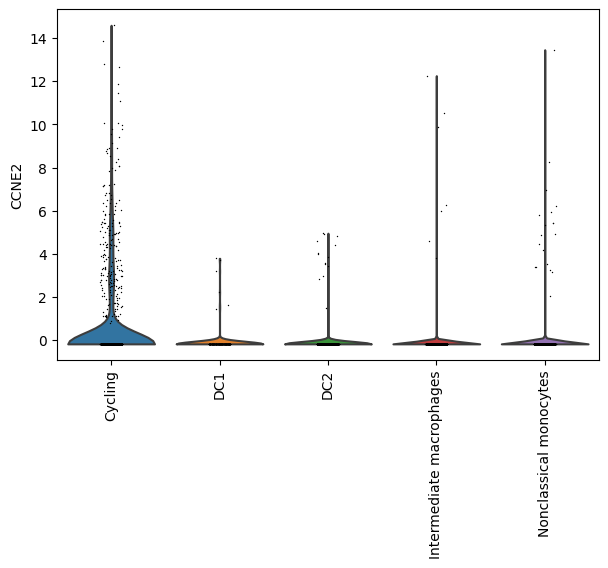 14
12
10
8
6
4
2
0
CCNE2
Cycling
DC1
DC2
Intermediate macrophages
Nonclassical monocytes